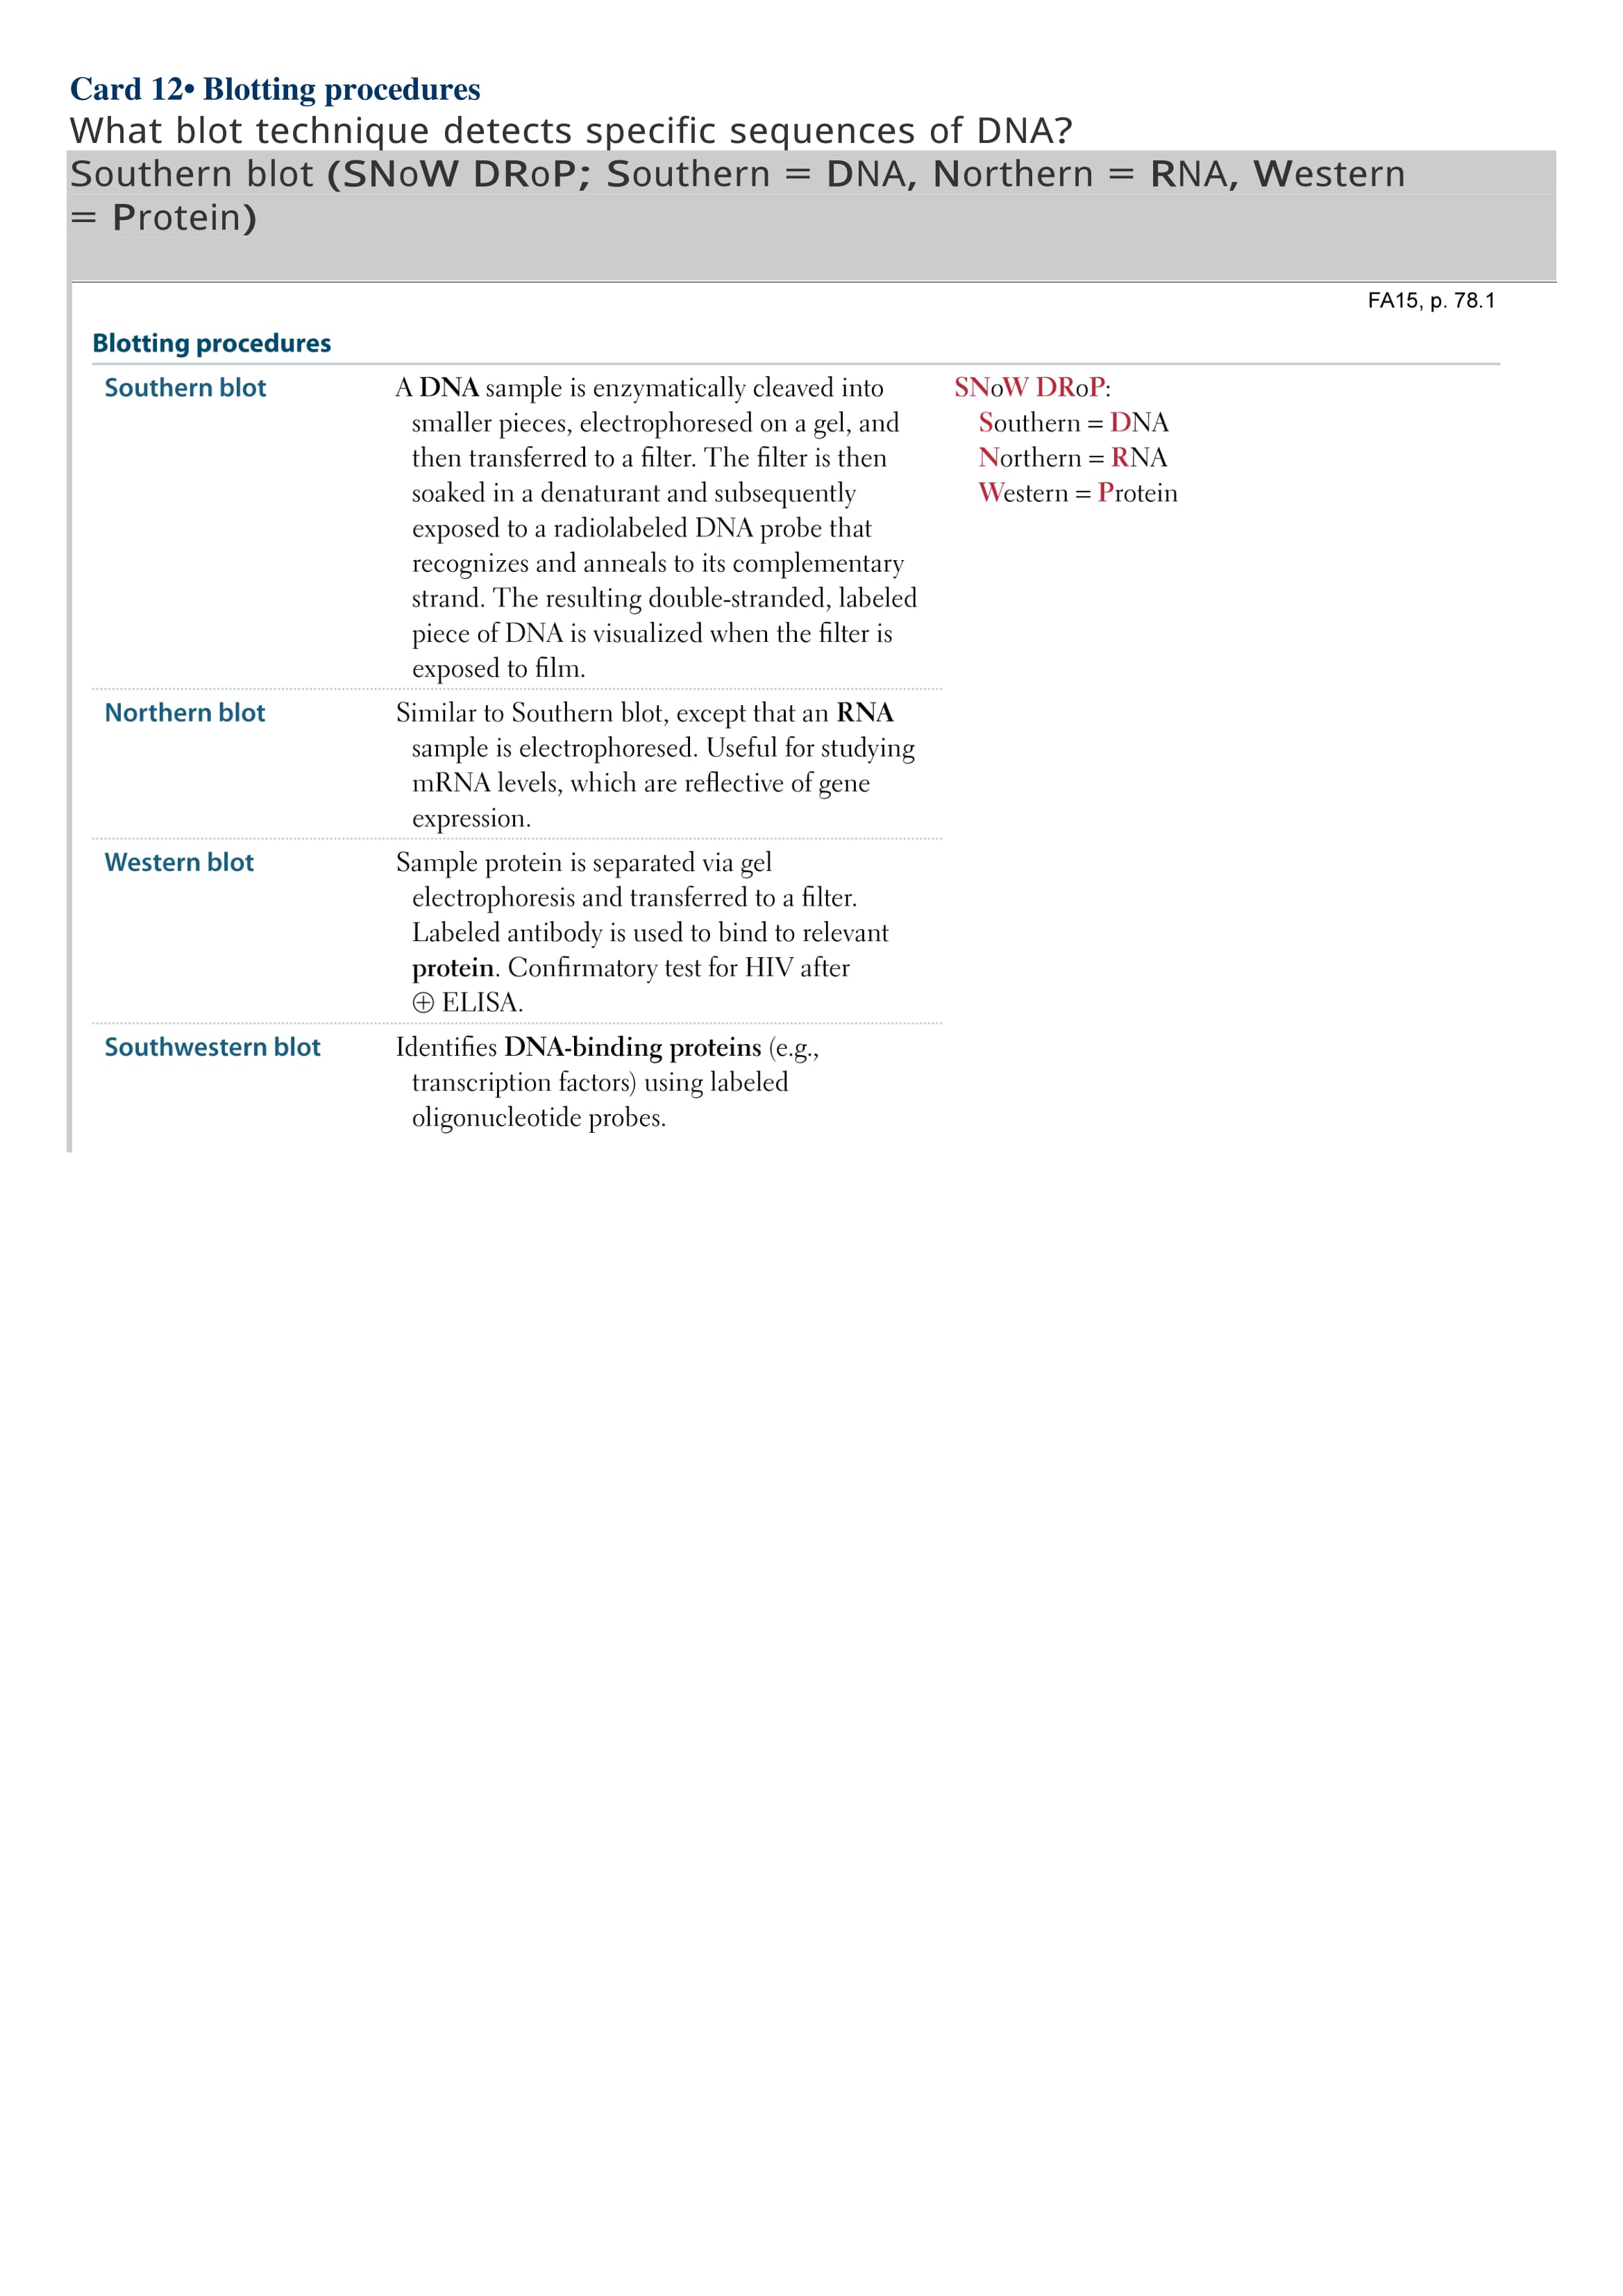 Card 12• Blotting procedures
What blot technique detects specific sequences of DNA?
Southern blot (SNoW DRoP; Southern = DNA, Northern = RNA, Western
= Protein)
FA15, p. 78.1
Blotting procedures
Southern blot
A DNA sample is enzymatically cleaved into
smaller pieces, electrophoresed on a gel, and
then transferred to a filter. The filter is then
soaked in a denaturant and subsequently
exposed to a radiolabeled DNA probe that
recognizes and anneals to its complementary
strand. The resulting double-stranded, labeled
piece of DNA is visualized when the filter is
exposed to film.
SNoW DRoP:
Southern = DNA
Northern = RNA
Western = Protein
Northern blot
Similar to Southern blot, except that an RNA
sample is electrophoresed. Useful for studying
mRNA levels, which are reflective of gene
expression.
Western blot
Sample protein is separated via gel
electrophoresis and transferred to a filter.
Labeled antibody is used to bind to relevant
protein. Confirmatory test for HIV after
⊕ ELISA.
Southwestern blot
Identifies DNA-binding proteins (e.g.,
transcription factors) using labeled
oligonucleotide probes.